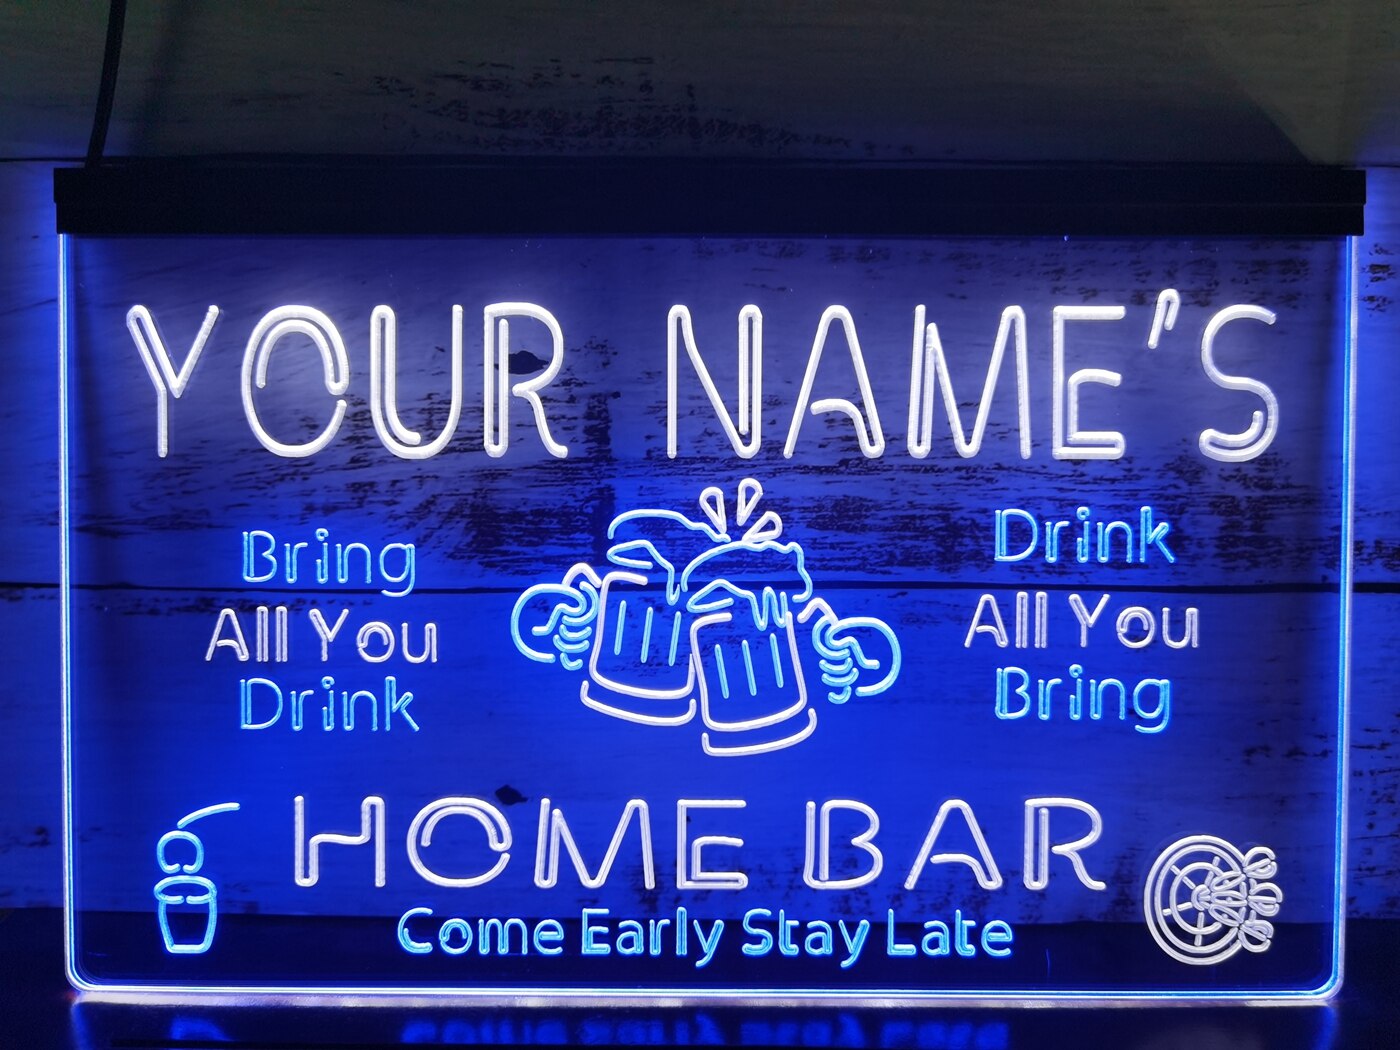 YOUR NAME'S
Bring
All You
Drink
Drink
All You
Bring
HOME BAR
Come Early Stay Late